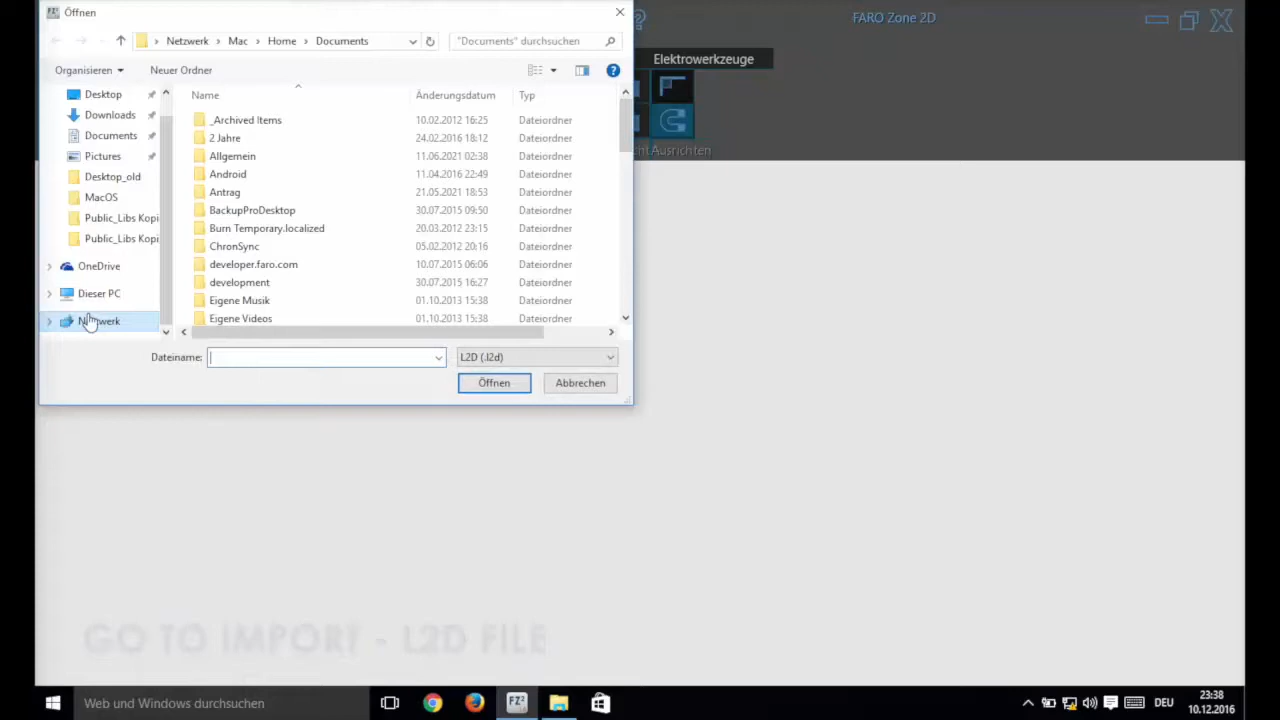 Öffnen
FARO Zone 2D
Netzwerk › Mac › Home › Documents
"Documents" durchsuchen
Organisieren
Neuer Ordner
Elektrowerkzeuge
Ausrichten
Desktop
Downloads
Documents
Pictures
Desktop_old
MacOS
Public_Libs Kopi
Public_Libs Kopi
OneDrive
Dieser PC
Netzwerk
Name Änderungsdatum Typ
_Archived Items 10.02.2012 16:25 Dateiordner
2 Jahre 24.02.2016 18:12 Dateiordner
Allgemein 11.06.2021 02:38 Dateiordner
Android 11.04.2016 22:49 Dateiordner
Antrag 21.05.2021 18:53 Dateiordner
BackupProDesktop 30.07.2015 09:50 Dateiordner
Burn Temporary.localized 20.03.2012 23:15 Dateiordner
ChronSync 05.02.2012 20:16 Dateiordner
developer.faro.com 10.07.2015 06:06 Dateiordner
development 30.07.2015 16:27 Dateiordner
Eigene Musik 01.10.2013 15:38 Dateiordner
Eigene Videos 01.10.2013 15:38 Dateiordner
Dateiname:
L2D (.l2d)
Öffnen
Abbrechen
GO TO IMPORT - L2D FILE
Web und Windows durchsuchen
FZ²
DEU
23:38
10.12.2016